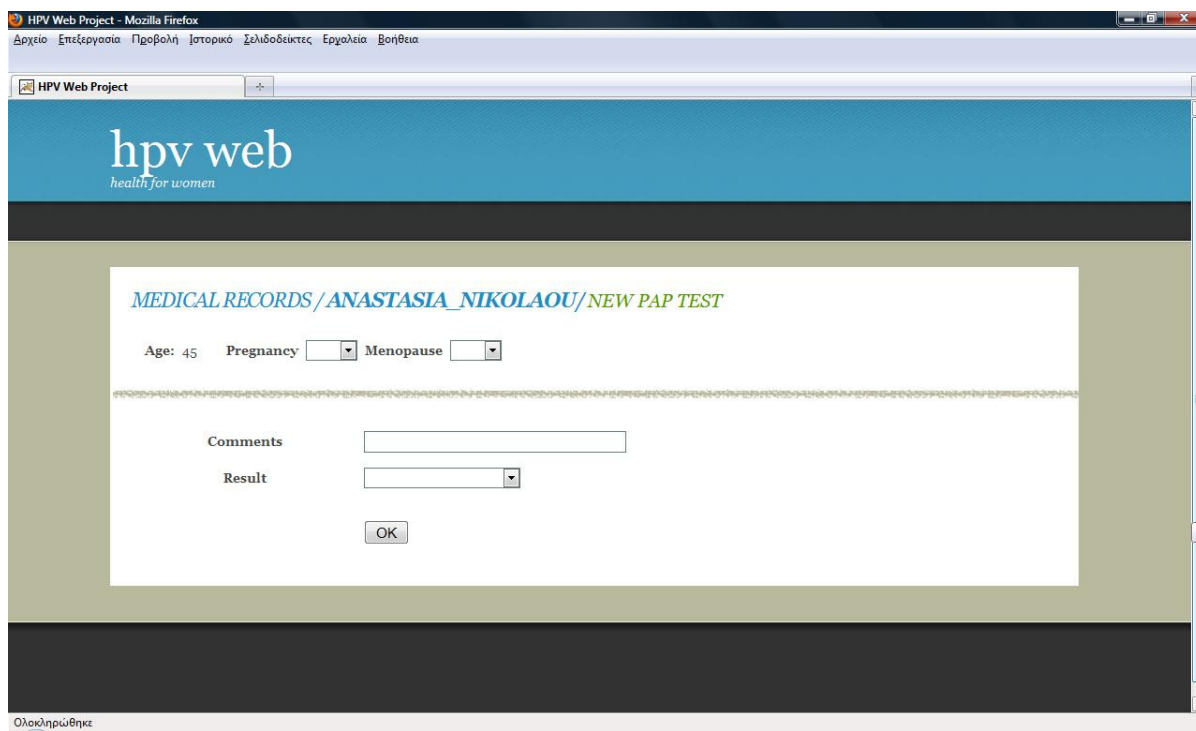 HPV Web Project - Mozilla Firefox
Αρχείο Επεξεργασία Προβολή Ιστορικό Σελιδοδείκτες Εργαλεία Βοήθεια
HPV Web Project
hpv web
health for women
MEDICAL RECORDS / ANASTASIA_NIKOLAOU/ NEW PAP TEST
Age: 45 Pregnancy Menopause
Comments
Result
OK
Ολοκληρώθηκε